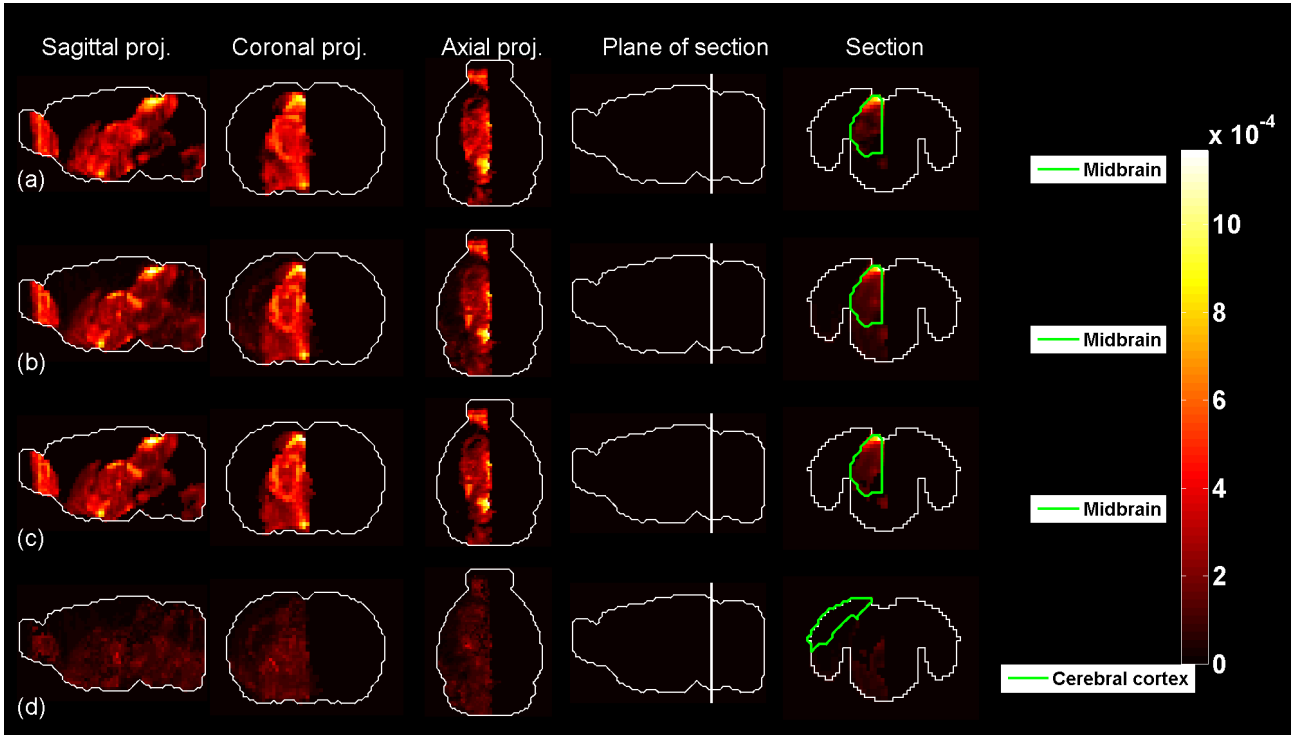 Sagittal proj. Coronal proj. Axial proj. Plane of section Section
x 10-4
(a) Midbrain
10
(b) Midbrain
8
6
4
(c) Midbrain
2
0
(d) Cerebral cortex